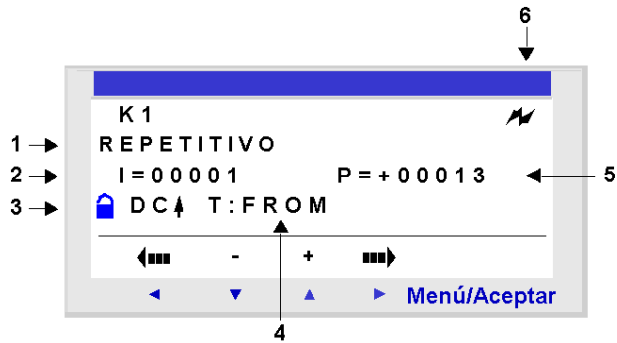 6
K1
1 REPETITIVO
2 I=00001 P=+00013 5
3 DC T:FROM
- +
Menú/Aceptar
4